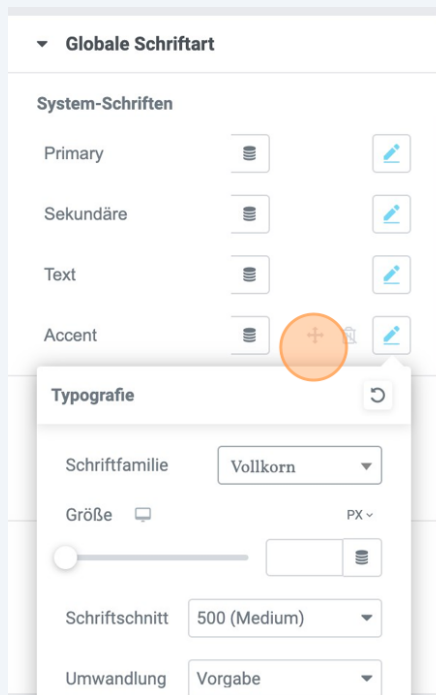 Globale Schriftart
System-Schriften
Primary
Sekundäre
Text
Accent
Typografie
Schriftfamilie Vollkorn
Größe PX
Schriftschnitt 500 (Medium)
Umwandlung Vorgabe